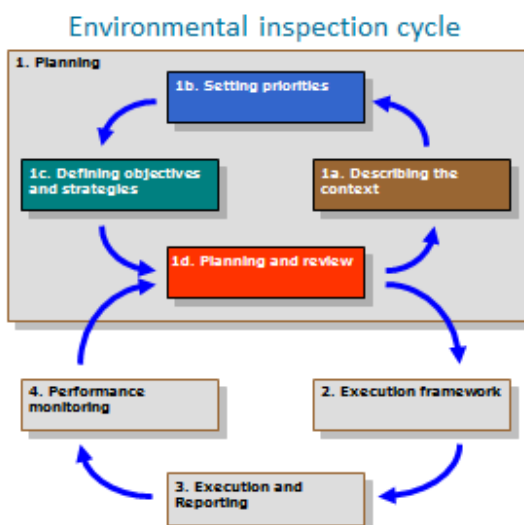 Environmental inspection cycle
1. Planning
1b. Setting priorities
1c. Defining objectives
and strategies
1a. Describing the
context
1d. Planning and review
4. Performance
monitoring
2. Execution framework
3. Execution and
Reporting